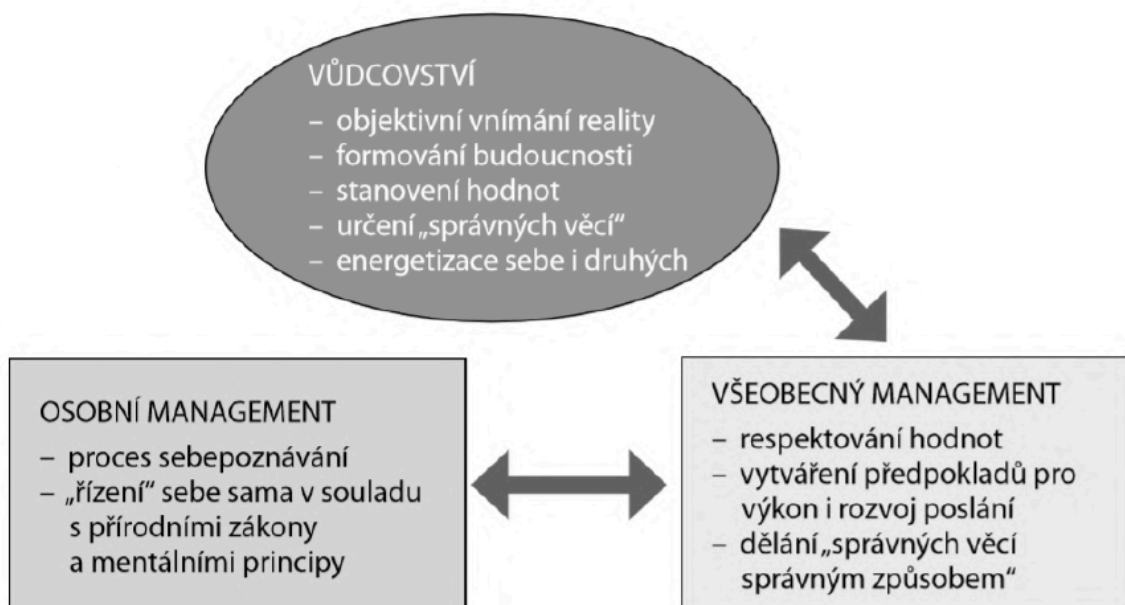 VŮDCOVSTVÍ
– objektivní vnímání reality
– formování budoucnosti
– stanovení hodnot
– určení „správných věcí“
– energetizace sebe i druhých
OSOBNÍ MANAGEMENT
– proces sebepoznávání
– „řízení“ sebe sama v souladu
s přírodními zákony
a mentálními principy
VŠEOBECNÝ MANAGEMENT
– respektování hodnot
– vytváření předpokladů pro
výkon i rozvoj poslání
– dělání „správných věcí
správným způsobem“